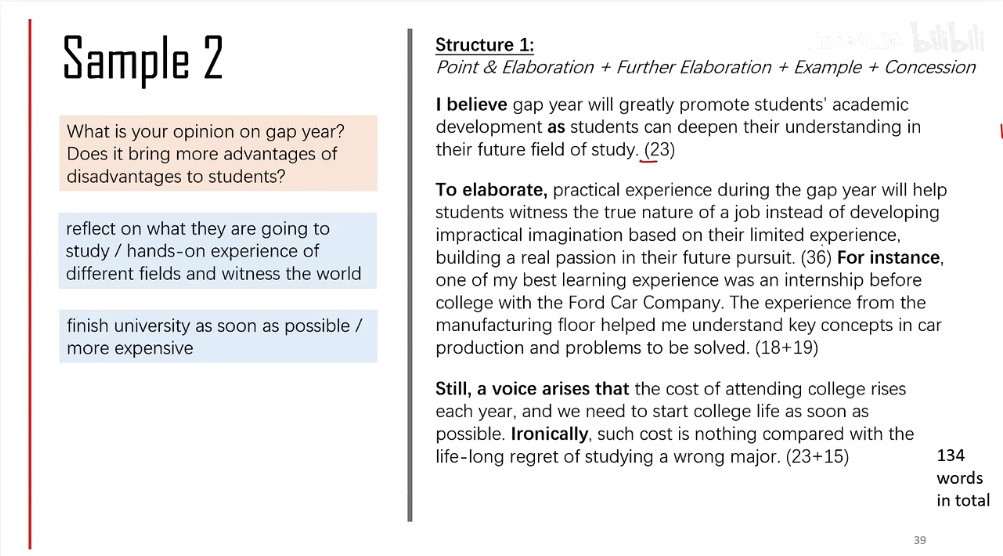 Sample 2
What is your opinion on gap year?
Does it bring more advantages of
disadvantages to students?
reflect on what they are going to
study / hands-on experience of
different fields and witness the world
finish university as soon as possible /
more expensive
bilibili
Structure 1:
Point & Elaboration + Further Elaboration + Example + Concession
I believe gap year will greatly promote students' academic
development as students can deepen their understanding in
their future field of study. (23)
To elaborate, practical experience during the gap year will help
students witness the true nature of a job instead of developing
impractical imagination based on their limited experience,
building a real passion in their future pursuit. (36) For instance,
one of my best learning experience was an internship before
college with the Ford Car Company. The experience from the
manufacturing floor helped me understand key concepts in car
production and problems to be solved. (18+19)
Still, a voice arises that the cost of attending college rises
each year, and we need to start college life as soon as
possible. Ironically, such cost is nothing compared with the
life-long regret of studying a wrong major. (23+15)
134
words
in total
39